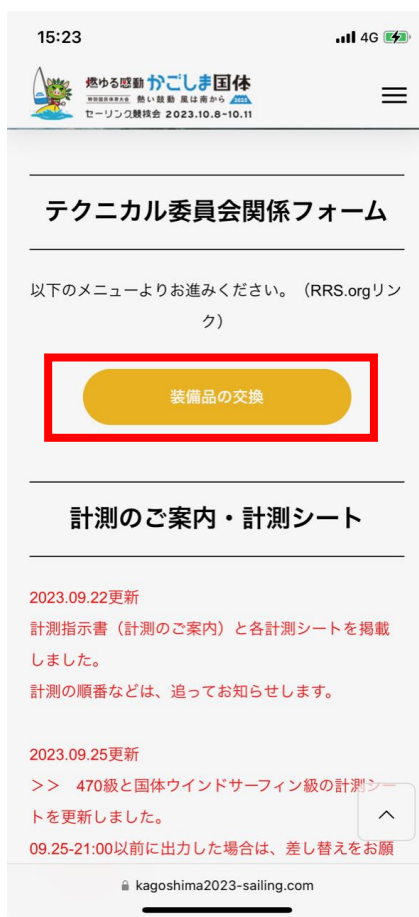 15:23
4G
燃ゆる感動 かごしま国体
特別国民体育大会 熱い鼓動 風は南から 2023
セーリング競技会 2023.10.8-10.11
テクニカル委員会関係フォーム
以下のメニューよりお進みください。（RRS.orgリン
ク）
装備品の交換
計測のご案内・計測シート
2023.09.22更新
計測指示書（計測のご案内）と各計測シートを掲載
しました。
計測の順番などは、追ってお知らせします。
2023.09.25更新
>>　470級と国体ウインドサーフィン級の計測シー
トを更新しました。
09.25-21:00以前に出力した場合は、差し替えをお願
kagoshima2023-sailing.com